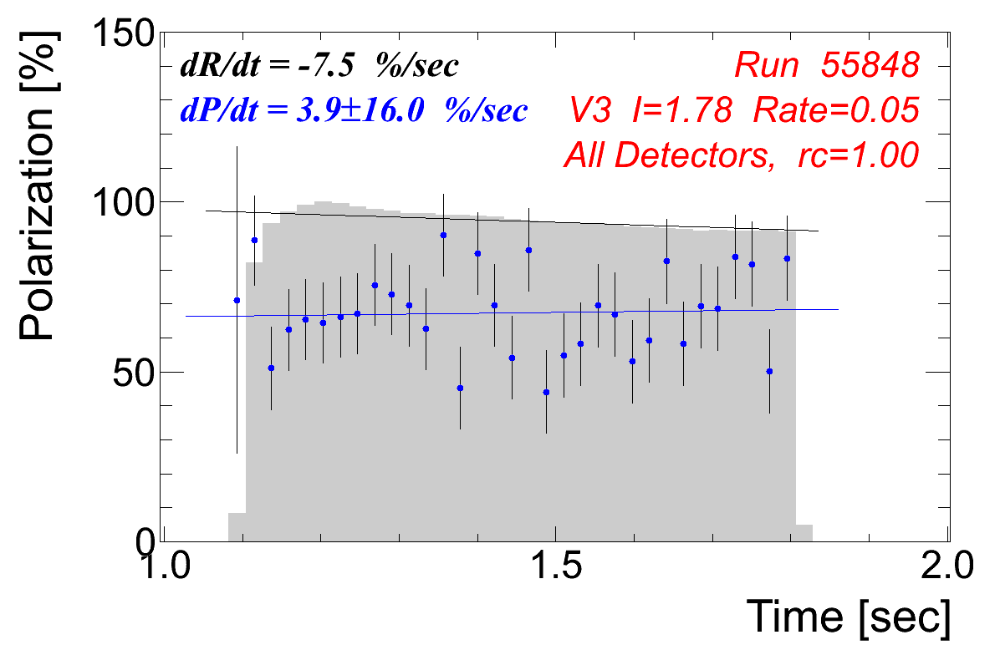 150
dR/dt = -7.5 %/sec
Run 55848
dP/dt = 3.9±16.0 %/sec
V3 I=1.78 Rate=0.05
All Detectors, rc=1.00
Polarization [%]
100
50
0
1.0
1.5
2.0
Time [sec]